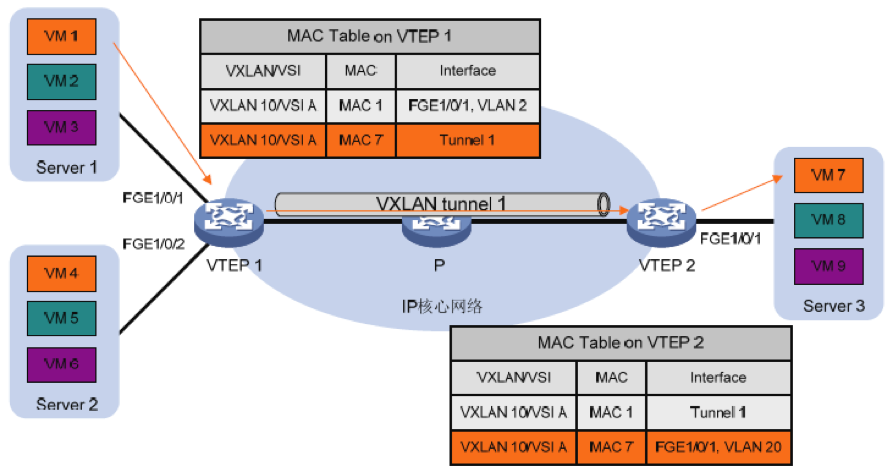 VM 1
VM 2
VM 3
Server 1
MAC Table on VTEP 1
VXLAN/VSI MAC Interface
VXLAN 10/VSI A MAC 1 FGE1/0/1, VLAN 2
VXLAN 10/VSI A MAC 7 Tunnel 1
FGE1/0/1
FGE1/0/2
VTEP 1
VXLAN tunnel 1
P
VTEP 2
FGE1/0/1
IP核心网络
VM 7
VM 8
VM 9
Server 3
VM 4
VM 5
VM 6
Server 2
MAC Table on VTEP 2
VXLAN/VSI MAC Interface
VXLAN 10/VSI A MAC 1 Tunnel 1
VXLAN 10/VSI A MAC 7 FGE1/0/1, VLAN 20